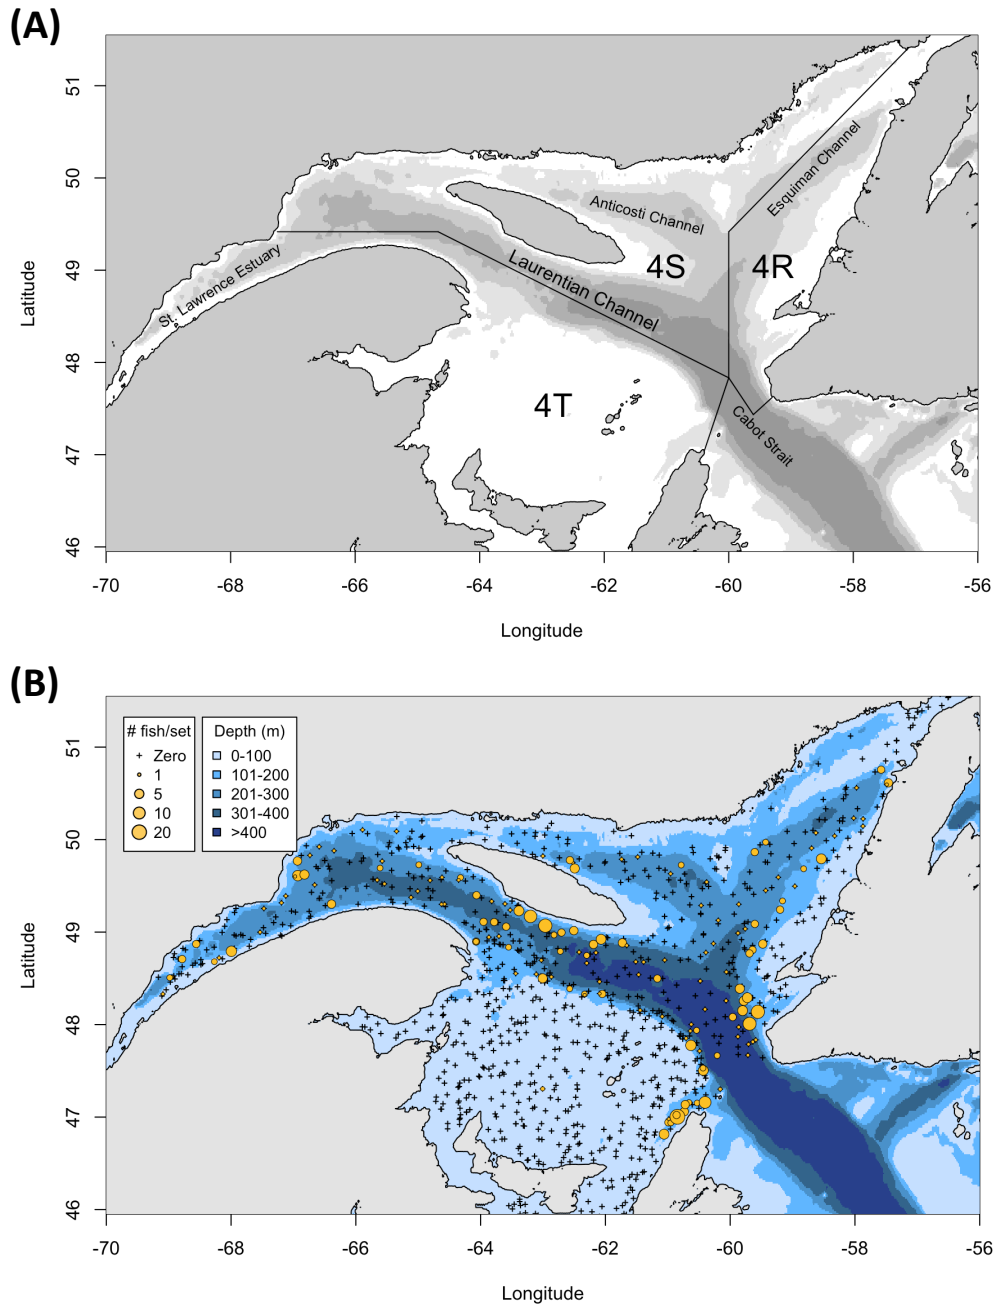 (A)
51
50
49
48
47
46
Latitude
Anticosti Channel
Esquiman Channel
4S
4R
Laurentian Channel
St. Lawrence Estuary
4T
Cabot Strait
-70
-68
-66
-64
-62
-60
-58
-56
Longitude
(B)
# fish/set
Zero
1
5
10
20
Depth (m)
0-100
101-200
201-300
301-400
>400
51
50
49
48
47
46
Latitude
-70
-68
-66
-64
-62
-60
-58
-56
Longitude